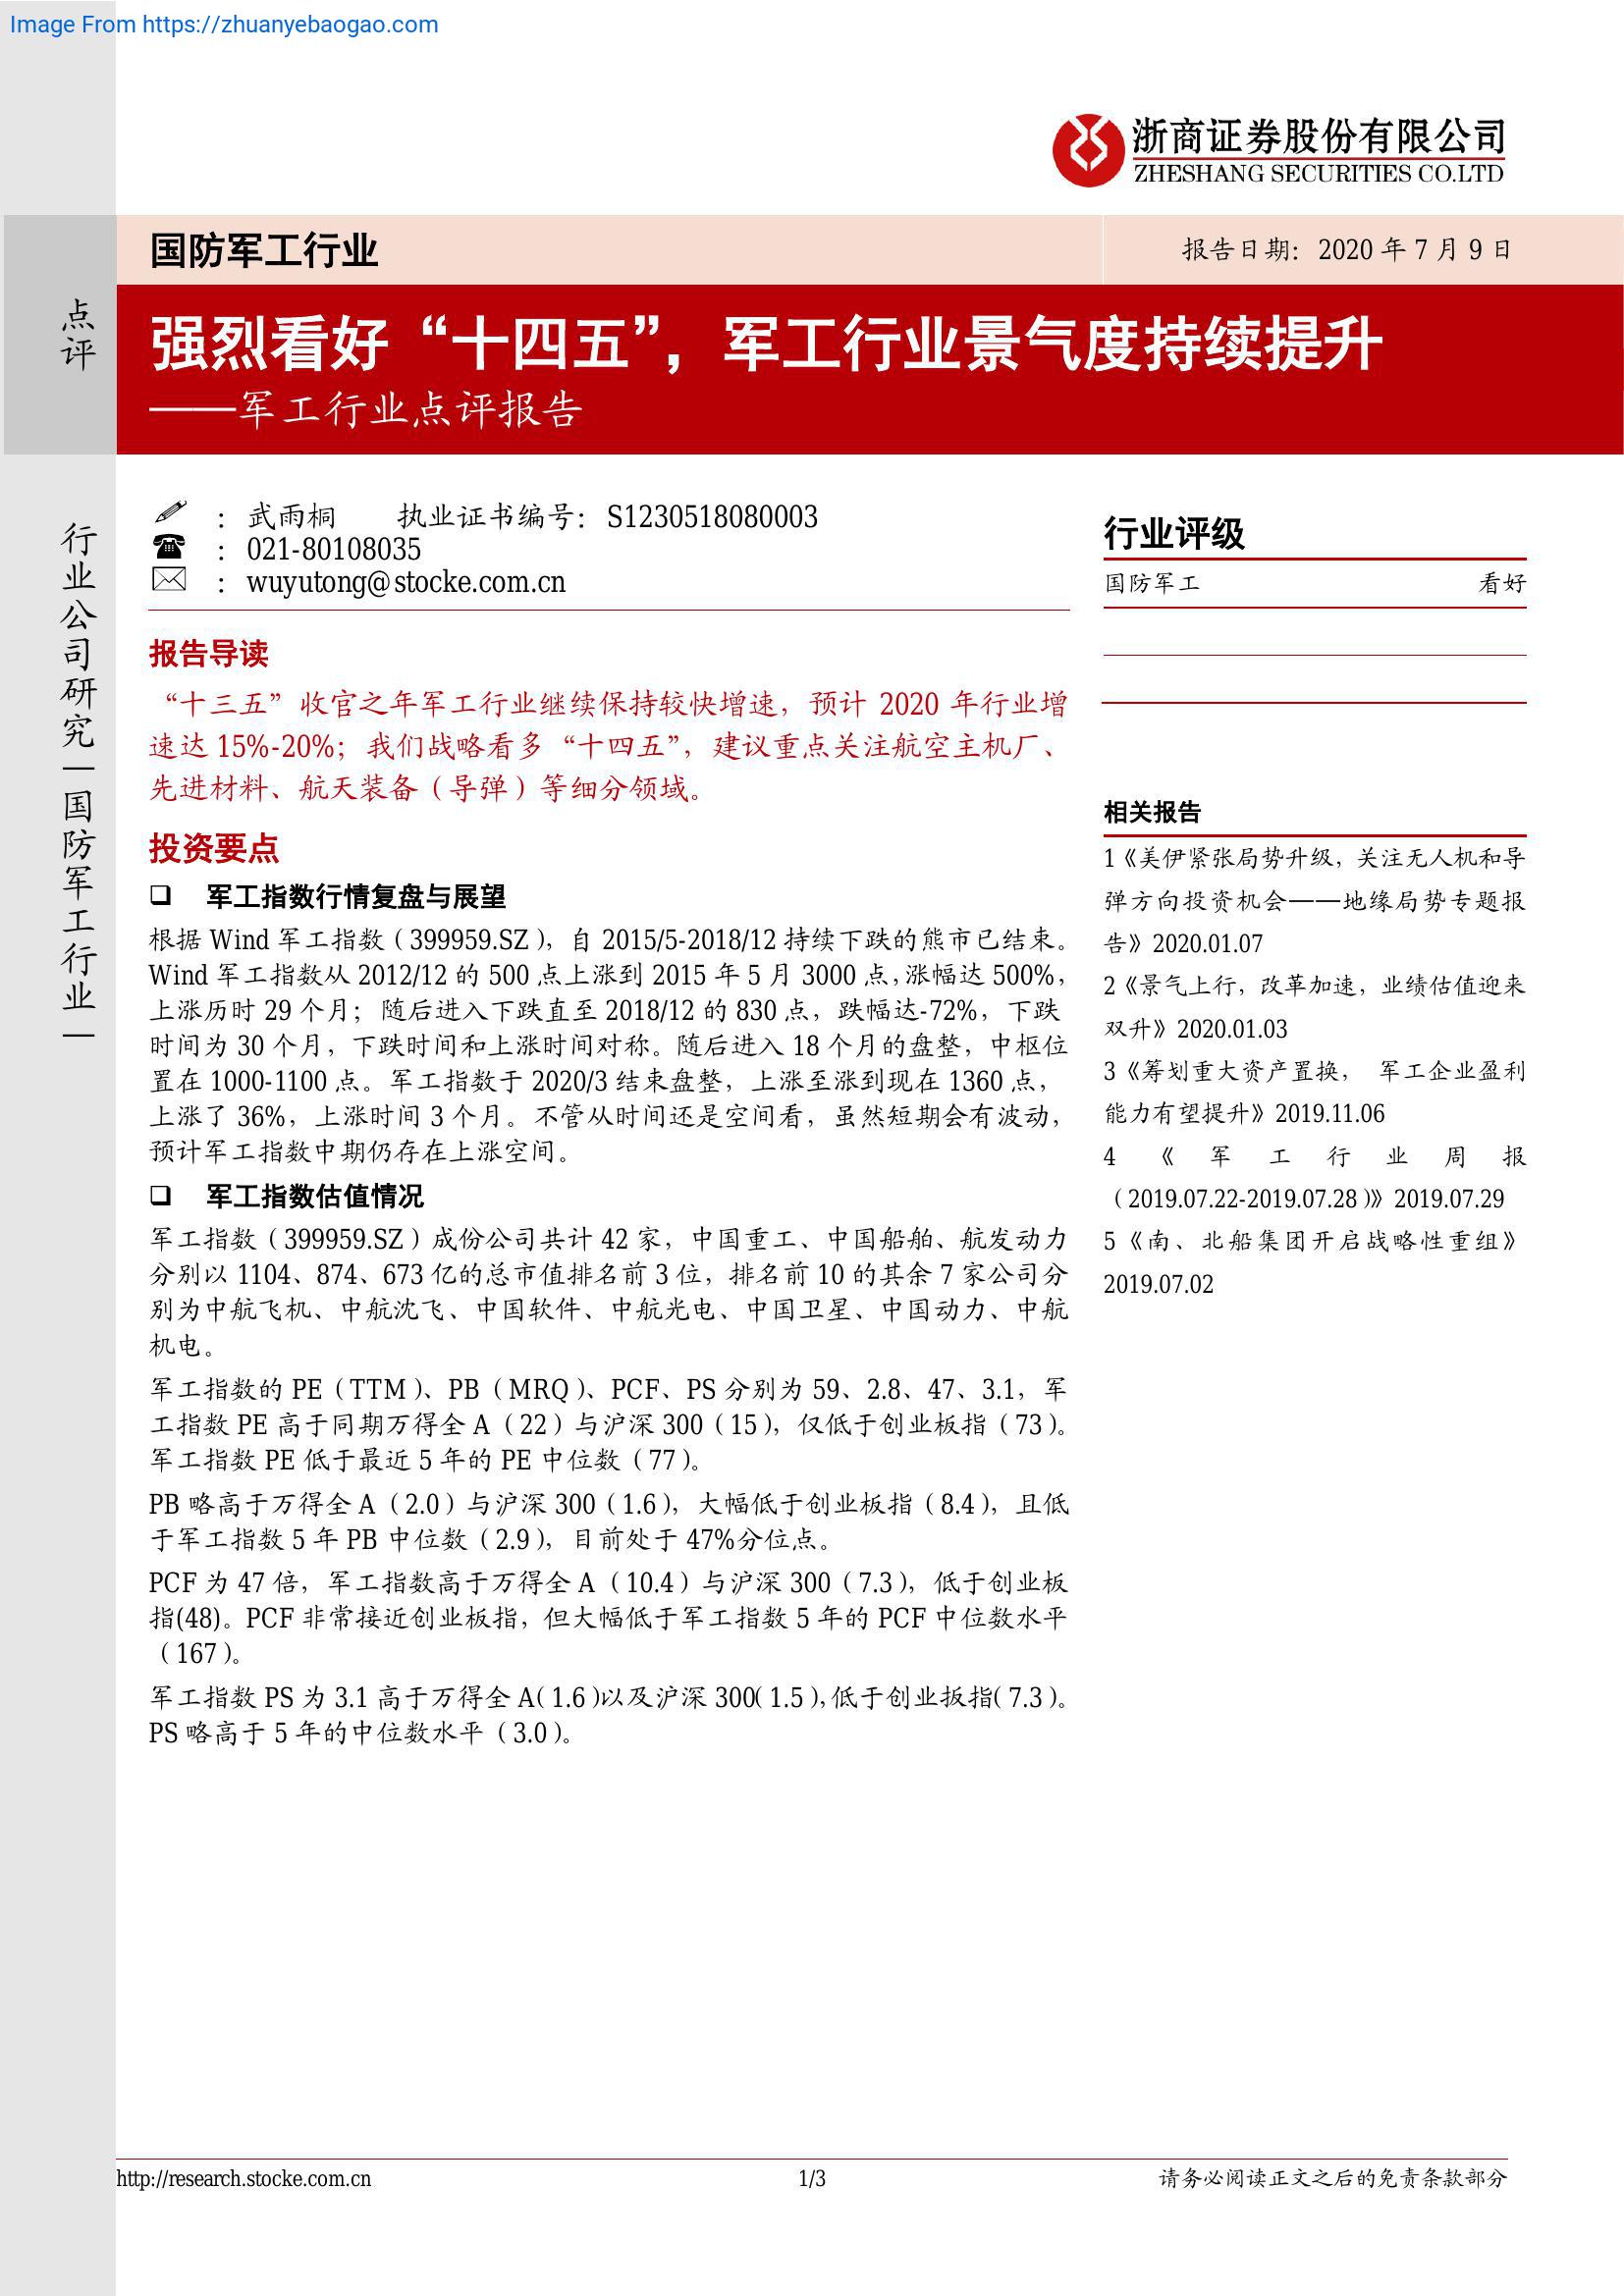 Image From https://zhuanyebaogao.com
浙商证券股份有限公司
ZHESHANG SECURITIES CO.LTD
国防军工行业
报告日期：2020 年 7 月 9 日
点评
强烈看好“十四五”，军工行业景气度持续提升
——军工行业点评报告
行业公司研究—国防军工行业—
：武雨桐 执业证书编号：S1230518080003
：021-80108035
：wuyutong@stocke.com.cn
报告导读
“十三五”收官之年军工行业继续保持较快增速，预计 2020 年行业增
速达 15%-20%；我们战略看多“十四五”，建议重点关注航空主机厂、
先进材料、航天装备（导弹）等细分领域。
投资要点
❑ 军工指数行情复盘与展望
根据 Wind 军工指数（399959.SZ），自 2015/5-2018/12 持续下跌的熊市已结束。
Wind 军工指数从 2012/12 的 500 点上涨到 2015 年 5 月 3000 点，涨幅达 500%，
上涨历时 29 个月；随后进入下跌直至 2018/12 的 830 点，跌幅达-72%，下跌
时间为 30 个月，下跌时间和上涨时间对称。随后进入 18 个月的盘整，中枢位
置在 1000-1100 点。军工指数于 2020/3 结束盘整，上涨至涨到现在 1360 点，
上涨了 36%，上涨时间 3 个月。不管从时间还是空间看，虽然短期会有波动，
预计军工指数中期仍存在上涨空间。
❑ 军工指数估值情况
军工指数（399959.SZ）成份公司共计 42 家，中国重工、中国船舶、航发动力
分别以 1104、874、673 亿的总市值排名前 3 位，排名前 10 的其余 7 家公司分
别为中航飞机、中航沈飞、中国软件、中航光电、中国卫星、中国动力、中航
机电。
军工指数的 PE（TTM）、PB（MRQ）、PCF、PS 分别为 59、2.8、47、3.1，军
工指数 PE 高于同期万得全 A（22）与沪深 300（15），仅低于创业板指（73）。
军工指数 PE 低于最近 5 年的 PE 中位数（77）。
PB 略高于万得全 A（2.0）与沪深 300（1.6），大幅低于创业板指（8.4），且低
于军工指数 5 年 PB 中位数（2.9），目前处于 47%分位点。
PCF 为 47 倍，军工指数高于万得全 A（10.4）与沪深 300（7.3），低于创业板
指(48)。PCF 非常接近创业板指，但大幅低于军工指数 5 年的 PCF 中位数水平
（167）。
军工指数 PS 为 3.1 高于万得全 A（1.6）以及沪深 300（1.5），低于创业扳指（7.3）。
PS 略高于 5 年的中位数水平（3.0）。
行业评级
国防军工 看好
相关报告
1《美伊紧张局势升级，关注无人机和导
弹方向投资机会——地缘局势专题报
告》2020.01.07
2《景气上行，改革加速，业绩估值迎来
双升》2020.01.03
3《筹划重大资产置换， 军工企业盈利
能力有望提升》2019.11.06
4 《 军 工 行 业 周 报
（2019.07.22-2019.07.28）》2019.07.29
5《南、北船集团开启战略性重组》
2019.07.02
http://research.stocke.com.cn
1/3
请务必阅读正文之后的免责条款部分